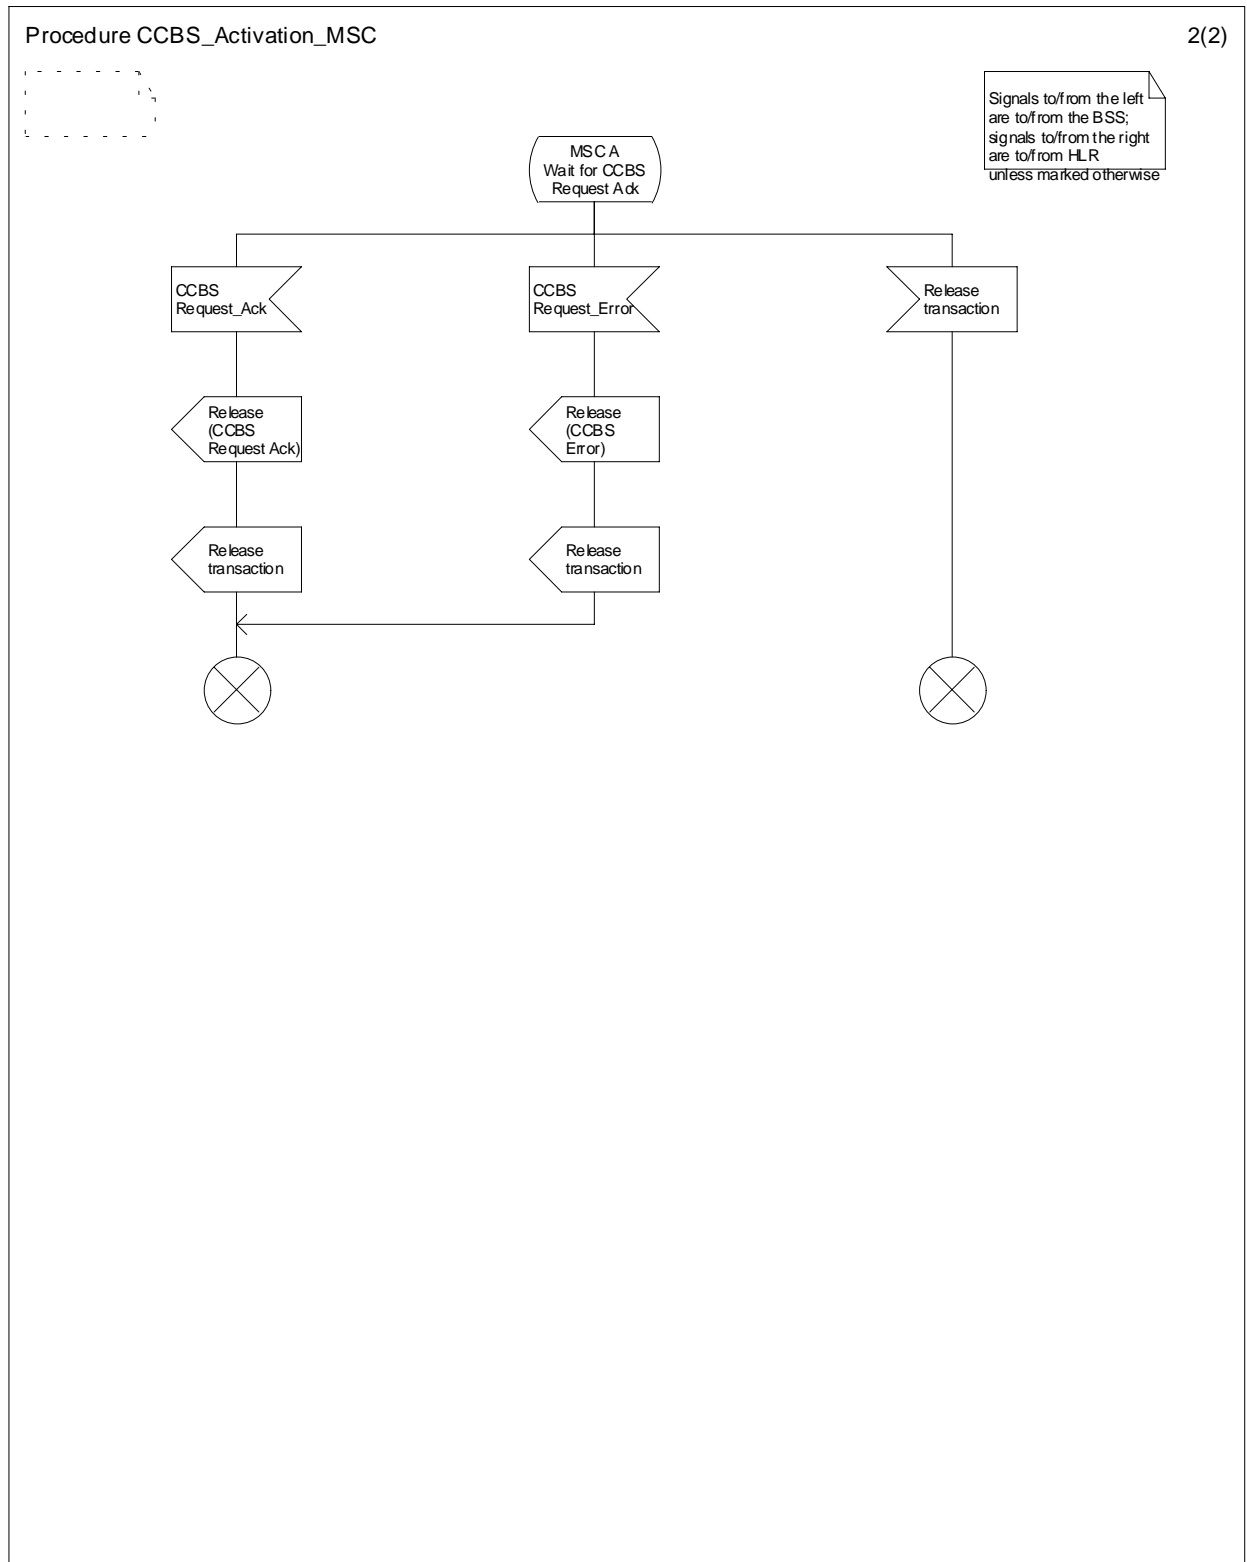 Procedure CCBS_Activation_MSC
2(2)
Signals to/from the left
are to/from the BSS;
signals to/from the right
are to/from HLR
unless marked otherwise
MSC A
Wait for CCBS
Request Ack
CCBS
Request_Ack
CCBS
Request_Error
Release
transaction
Release
(CCBS
Request Ack)
Release
(CCBS
Error)
Release
transaction
Release
transaction